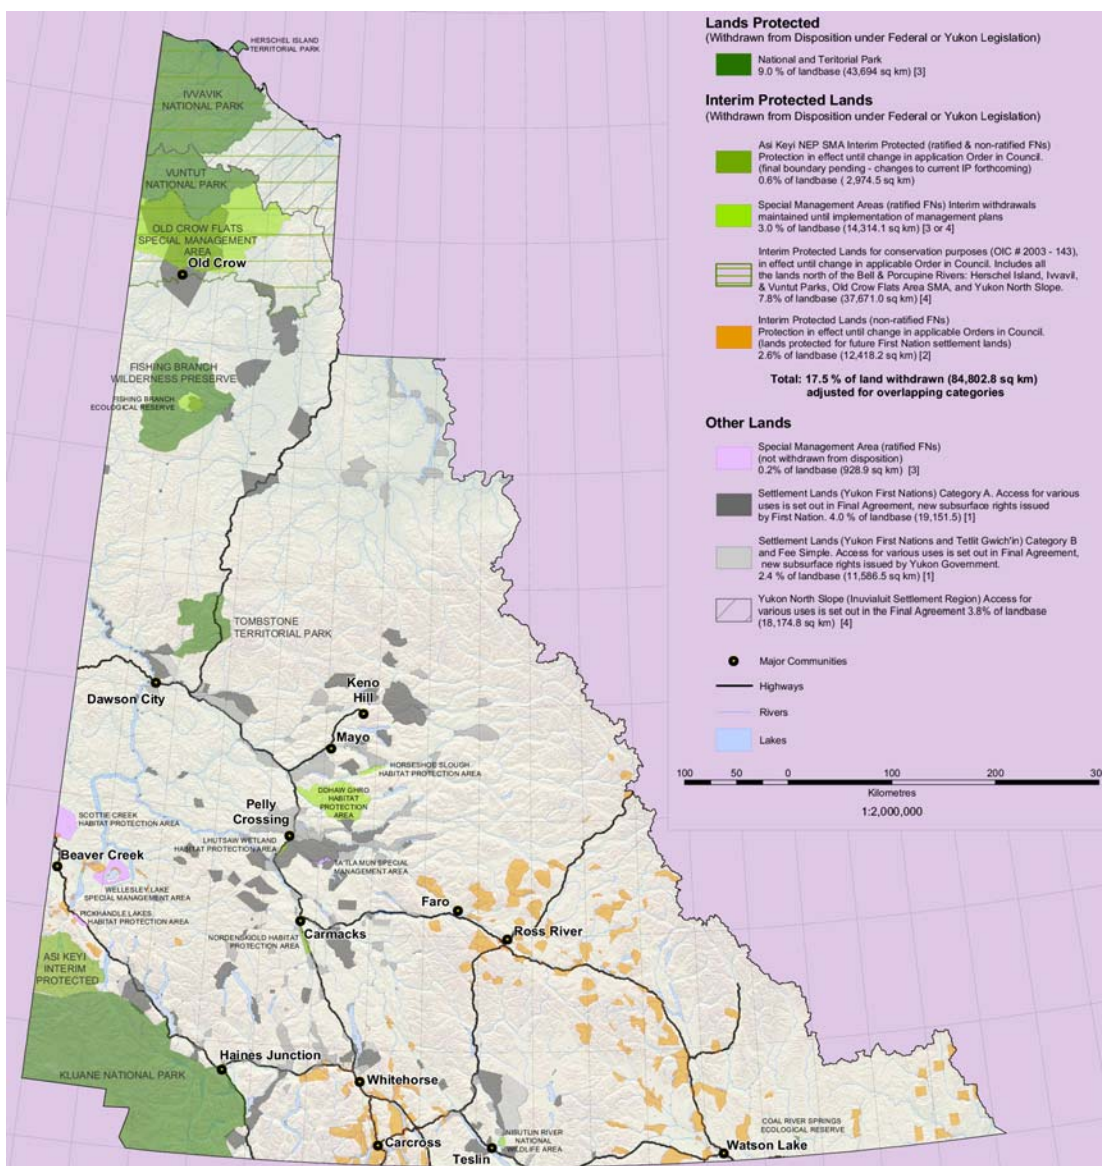 Lands Protected
(Withdrawn from Disposition under Federal or Yukon Legislation)
National and Teritorial Park
9.0 % of landbase (43,694 sq km) [3]
Interim Protected Lands
(Withdrawn from Disposition under Federal or Yukon Legislation)
Asi Keyi NEP SMA Interim Protected (ratified & non-ratified FNs)
Protection in effect until change in application Order in Council.
(final boundary pending - changes to current IP forthcoming)
0.6% of landbase ( 2,974.5 sq km)
Special Management Areas (ratified FNs) Interim withdrawals
maintained until implementation of management plans
3.0 % of landbase (14,314.1 sq km) [3 or 4]
Interim Protected Lands for conservation purposes (OIC # 2003 - 143),
in effect until change in applicable Order in Council. Includes all
the lands north of the Bell & Porcupine Rivers: Herschel Island, Ivvavil,
& Vuntut Parks, Old Crow Flats Area SMA, and Yukon North Slope.
7.8% of landbase (37,671.0 sq km) [4]
Interim Protected Lands (non-ratified FNs)
Protection in effect until change in applicable Orders in Council.
(lands protected for future First Nation settlement lands)
2.6% of landbase (12,418.2 sq km) [2]
Total: 17.5 % of land withdrawn (84,802.8 sq km)
adjusted for overlapping categories
Other Lands
Special Management Area (ratified FNs)
(not withdrawn from disposition)
0.2% of landbase (928.9 sq km) [3]
Settlement Lands (Yukon First Nations) Category A. Access for various
uses is set out in Final Agreement, new subsurface rights issued
by First Nation. 4.0 % of landbase (19,151.5) [1]
Settlement Lands (Yukon First Nations and Tetlit Gwich'in) Category B
and Fee Simple. Access for various uses is set out in Final Agreement,
new subsurface rights issued by Yukon Government.
2.4 % of landbase (11,586.5 sq km) [1]
Yukon North Slope (Inuvialuit Settlement Region) Access for
various uses is set out in the Final Agreement 3.8% of landbase
(18,174.8 sq km) [4]
Major Communities
Highways
Rivers
Lakes
100 50 0 100 200 30
Kilometres
1:2,000,000
HERSCHEL ISLAND
TERRITORIAL PARK
IVVAVIK
NATIONAL PARK
VUNTUT
NATIONAL PARK
OLD CROW FLATS
SPECIAL MANAGEMENT
AREA
Old Crow
FISHING BRANCH
WILDERNESS PRESERVE
FISHING BRANCH
ECOLOGICAL RESERVE
TOMBSTONE
TERRITORIAL PARK
Dawson City
Keno
Hill
Mayo
HORSESHOE SLOUGH
HABITAT PROTECTION AREA
DDHAW GHRO
HABITAT
PROTECTION
AREA
Pelly
Crossing
SCOTTIE CREEK
HABITAT PROTECTION AREA
LHUTSAW WETLAND
HABITAT PROTECTION AREA
Beaver Creek
TA'TLA MUN SPECIAL
MANAGEMENT AREA
WELLESLEY LAKE
SPECIAL MANAGEMENT AREA
PICKHANDLE LAKES
HABITAT PROTECTION AREA
Faro
Ross River
Carmacks
NORDENSKIOLD HABITAT
PROTECTION AREA
ASI KEYI
INTERIM
PROTECTED
Haines Junction
KLUANE NATIONAL PARK
Whitehorse
Carcross
NISUTLIN RIVER
NATIONAL
WILDLIFE AREA
Teslin
COAL RIVER SPRINGS
ECOLOGICAL RESERVE
Watson Lake